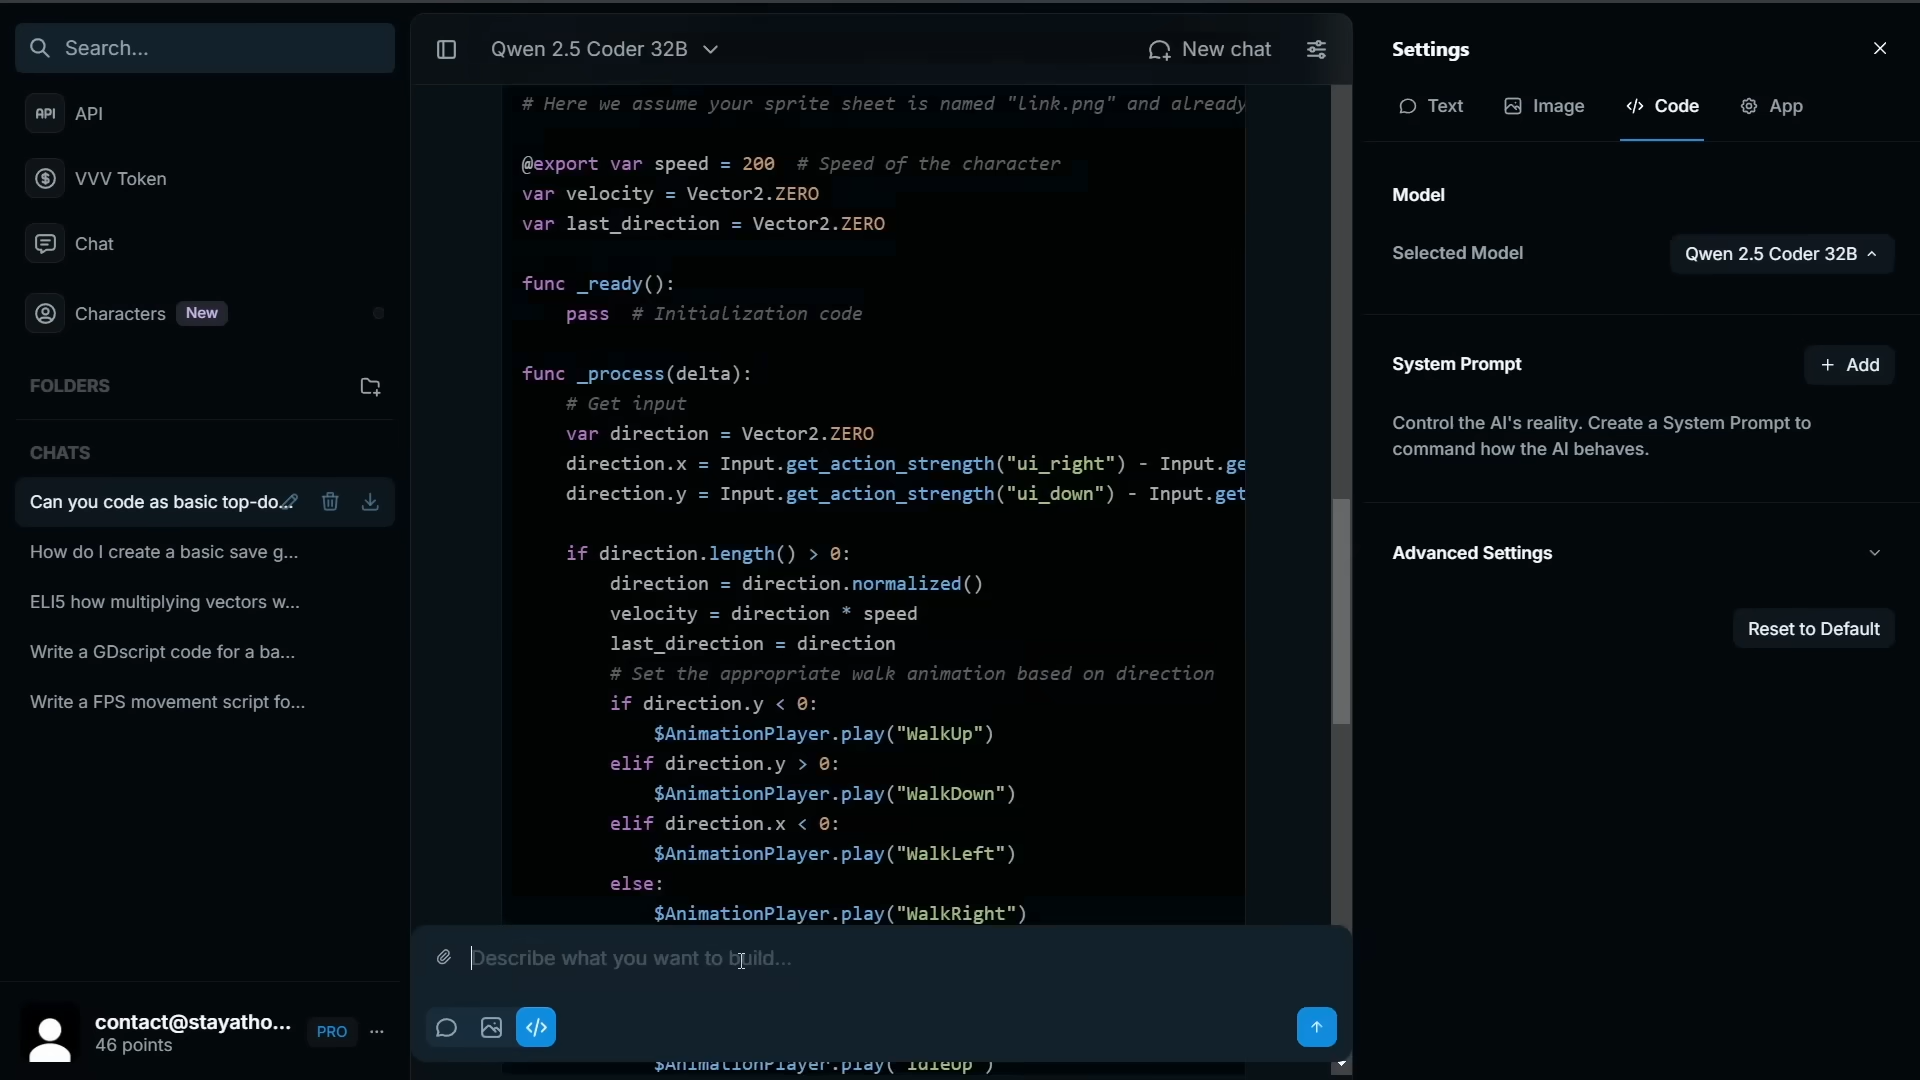 Search...
API
API
VVV Token
Chat
Characters New
FOLDERS
CHATS
Can you code as basic top-do...
How do I create a basic save g...
ELI5 how multiplying vectors w...
Write a GDscript code for a ba...
Write a FPS movement script fo...
contact@stayatho...
46 points
PRO
Qwen 2.5 Coder 32B
New chat
# Here we assume your sprite sheet is named "link.png" and already
@export var speed = 200  # Speed of the character
var velocity = Vector2.ZERO
var last_direction = Vector2.ZERO
func _ready():
    pass  # Initialization code
func _process(delta):
    # Get input
    var direction = Vector2.ZERO
    direction.x = Input.get_action_strength("ui_right") - Input.ge
    direction.y = Input.get_action_strength("ui_down") - Input.get
    if direction.length() > 0:
        direction = direction.normalized()
        velocity = direction * speed
        last_direction = direction
        # Set the appropriate walk animation based on direction
        if direction.y < 0:
            $AnimationPlayer.play("WalkUp")
        elif direction.y > 0:
            $AnimationPlayer.play("WalkDown")
        elif direction.x < 0:
            $AnimationPlayer.play("WalkLeft")
        else:
            $AnimationPlayer.play("WalkRight")
Describe what you want to build...
$AnimationPlayer.play("IdleUp")
Settings
Text
Image
Code
App
Model
Selected Model
Qwen 2.5 Coder 32B
System Prompt
+ Add
Control the AI's reality. Create a System Prompt to
command how the AI behaves.
Advanced Settings
Reset to Default